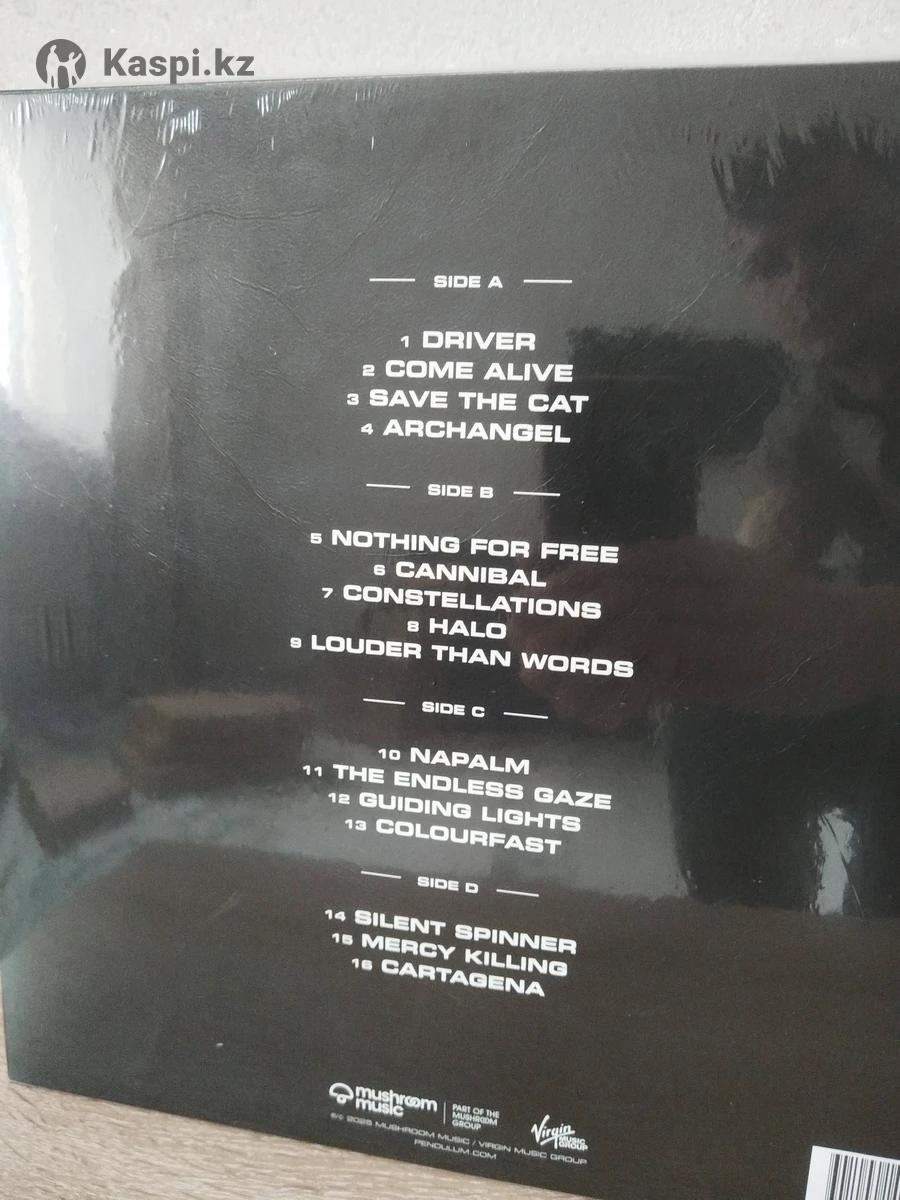 Kaspi.kz
SIDE A
1 DRIVER
2 COME ALIVE
3 SAVE THE CAT
4 ARCHANGEL
SIDE B
5 NOTHING FOR FREE
6 CANNIBAL
7 CONSTELLATIONS
8 HALO
9 LOUDER THAN WORDS
SIDE C
10 NAPALM
11 THE ENDLESS GAZE
12 GUIDING LIGHTS
13 COLOURFAST
SIDE D
14 SILENT SPINNER
15 MERCY KILLING
16 CARTAGENA
mushroom
music
PART OF THE
MUSHROOM
GROUP
Virgin
MUSIC
GROUP
2025 MUSHROOM MUSIC / VIRGIN MUSIC GROUP
PENDULUM.COM